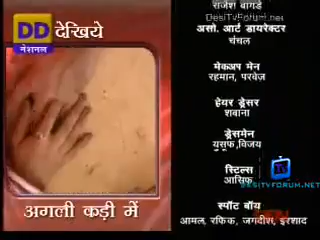 DD
नेशनल
देखिये
अगली कड़ी में
राजेश बागडे
DesiTvForum.net
असो. आर्ट डायरेक्टर
चंचल
मेकअप मेन
रहमान, परवेज़
हेयर ड्रेसर
शबाना
ड्रेसमेन
युसूफ, विजय
स्टिल्स
आसिफ
DESITVFORUM.NET
स्पॉट बॉय
आमल, रफिक, जगदीश, इरशाद